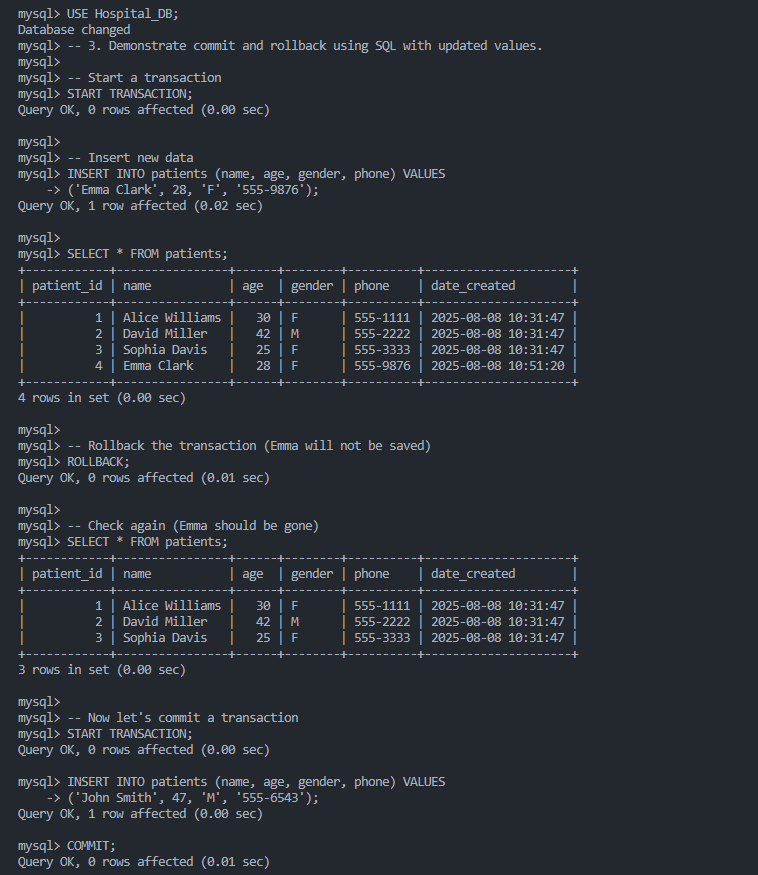 mysql> USE Hospital_DB;
Database changed
mysql> -- 3. Demonstrate commit and rollback using SQL with updated values.
mysql>
mysql> -- Start a transaction
mysql> START TRANSACTION;
Query OK, 0 rows affected (0.00 sec)

mysql>
mysql> -- Insert new data
mysql> INSERT INTO patients (name, age, gender, phone) VALUES
    -> ('Emma Clark', 28, 'F', '555-9876');
Query OK, 1 row affected (0.02 sec)

mysql>
mysql> SELECT * FROM patients;
+------------+----------------+------+--------+----------+---------------------+
| patient_id | name           | age  | gender | phone    | date_created        |
+------------+----------------+------+--------+----------+---------------------+
|          1 | Alice Williams |   30 | F      | 555-1111 | 2025-08-08 10:31:47 |
|          2 | David Miller   |   42 | M      | 555-2222 | 2025-08-08 10:31:47 |
|          3 | Sophia Davis   |   25 | F      | 555-3333 | 2025-08-08 10:31:47 |
|          4 | Emma Clark     |   28 | F      | 555-9876 | 2025-08-08 10:51:20 |
+------------+----------------+------+--------+----------+---------------------+
4 rows in set (0.00 sec)

mysql>
mysql> -- Rollback the transaction (Emma will not be saved)
mysql> ROLLBACK;
Query OK, 0 rows affected (0.01 sec)

mysql>
mysql> -- Check again (Emma should be gone)
mysql> SELECT * FROM patients;
+------------+----------------+------+--------+----------+---------------------+
| patient_id | name           | age  | gender | phone    | date_created        |
+------------+----------------+------+--------+----------+---------------------+
|          1 | Alice Williams |   30 | F      | 555-1111 | 2025-08-08 10:31:47 |
|          2 | David Miller   |   42 | M      | 555-2222 | 2025-08-08 10:31:47 |
|          3 | Sophia Davis   |   25 | F      | 555-3333 | 2025-08-08 10:31:47 |
+------------+----------------+------+--------+----------+---------------------+
3 rows in set (0.00 sec)

mysql>
mysql> -- Now let's commit a transaction
mysql> START TRANSACTION;
Query OK, 0 rows affected (0.00 sec)

mysql> INSERT INTO patients (name, age, gender, phone) VALUES
    -> ('John Smith', 47, 'M', '555-6543');
Query OK, 1 row affected (0.00 sec)

mysql> COMMIT;
Query OK, 0 rows affected (0.01 sec)